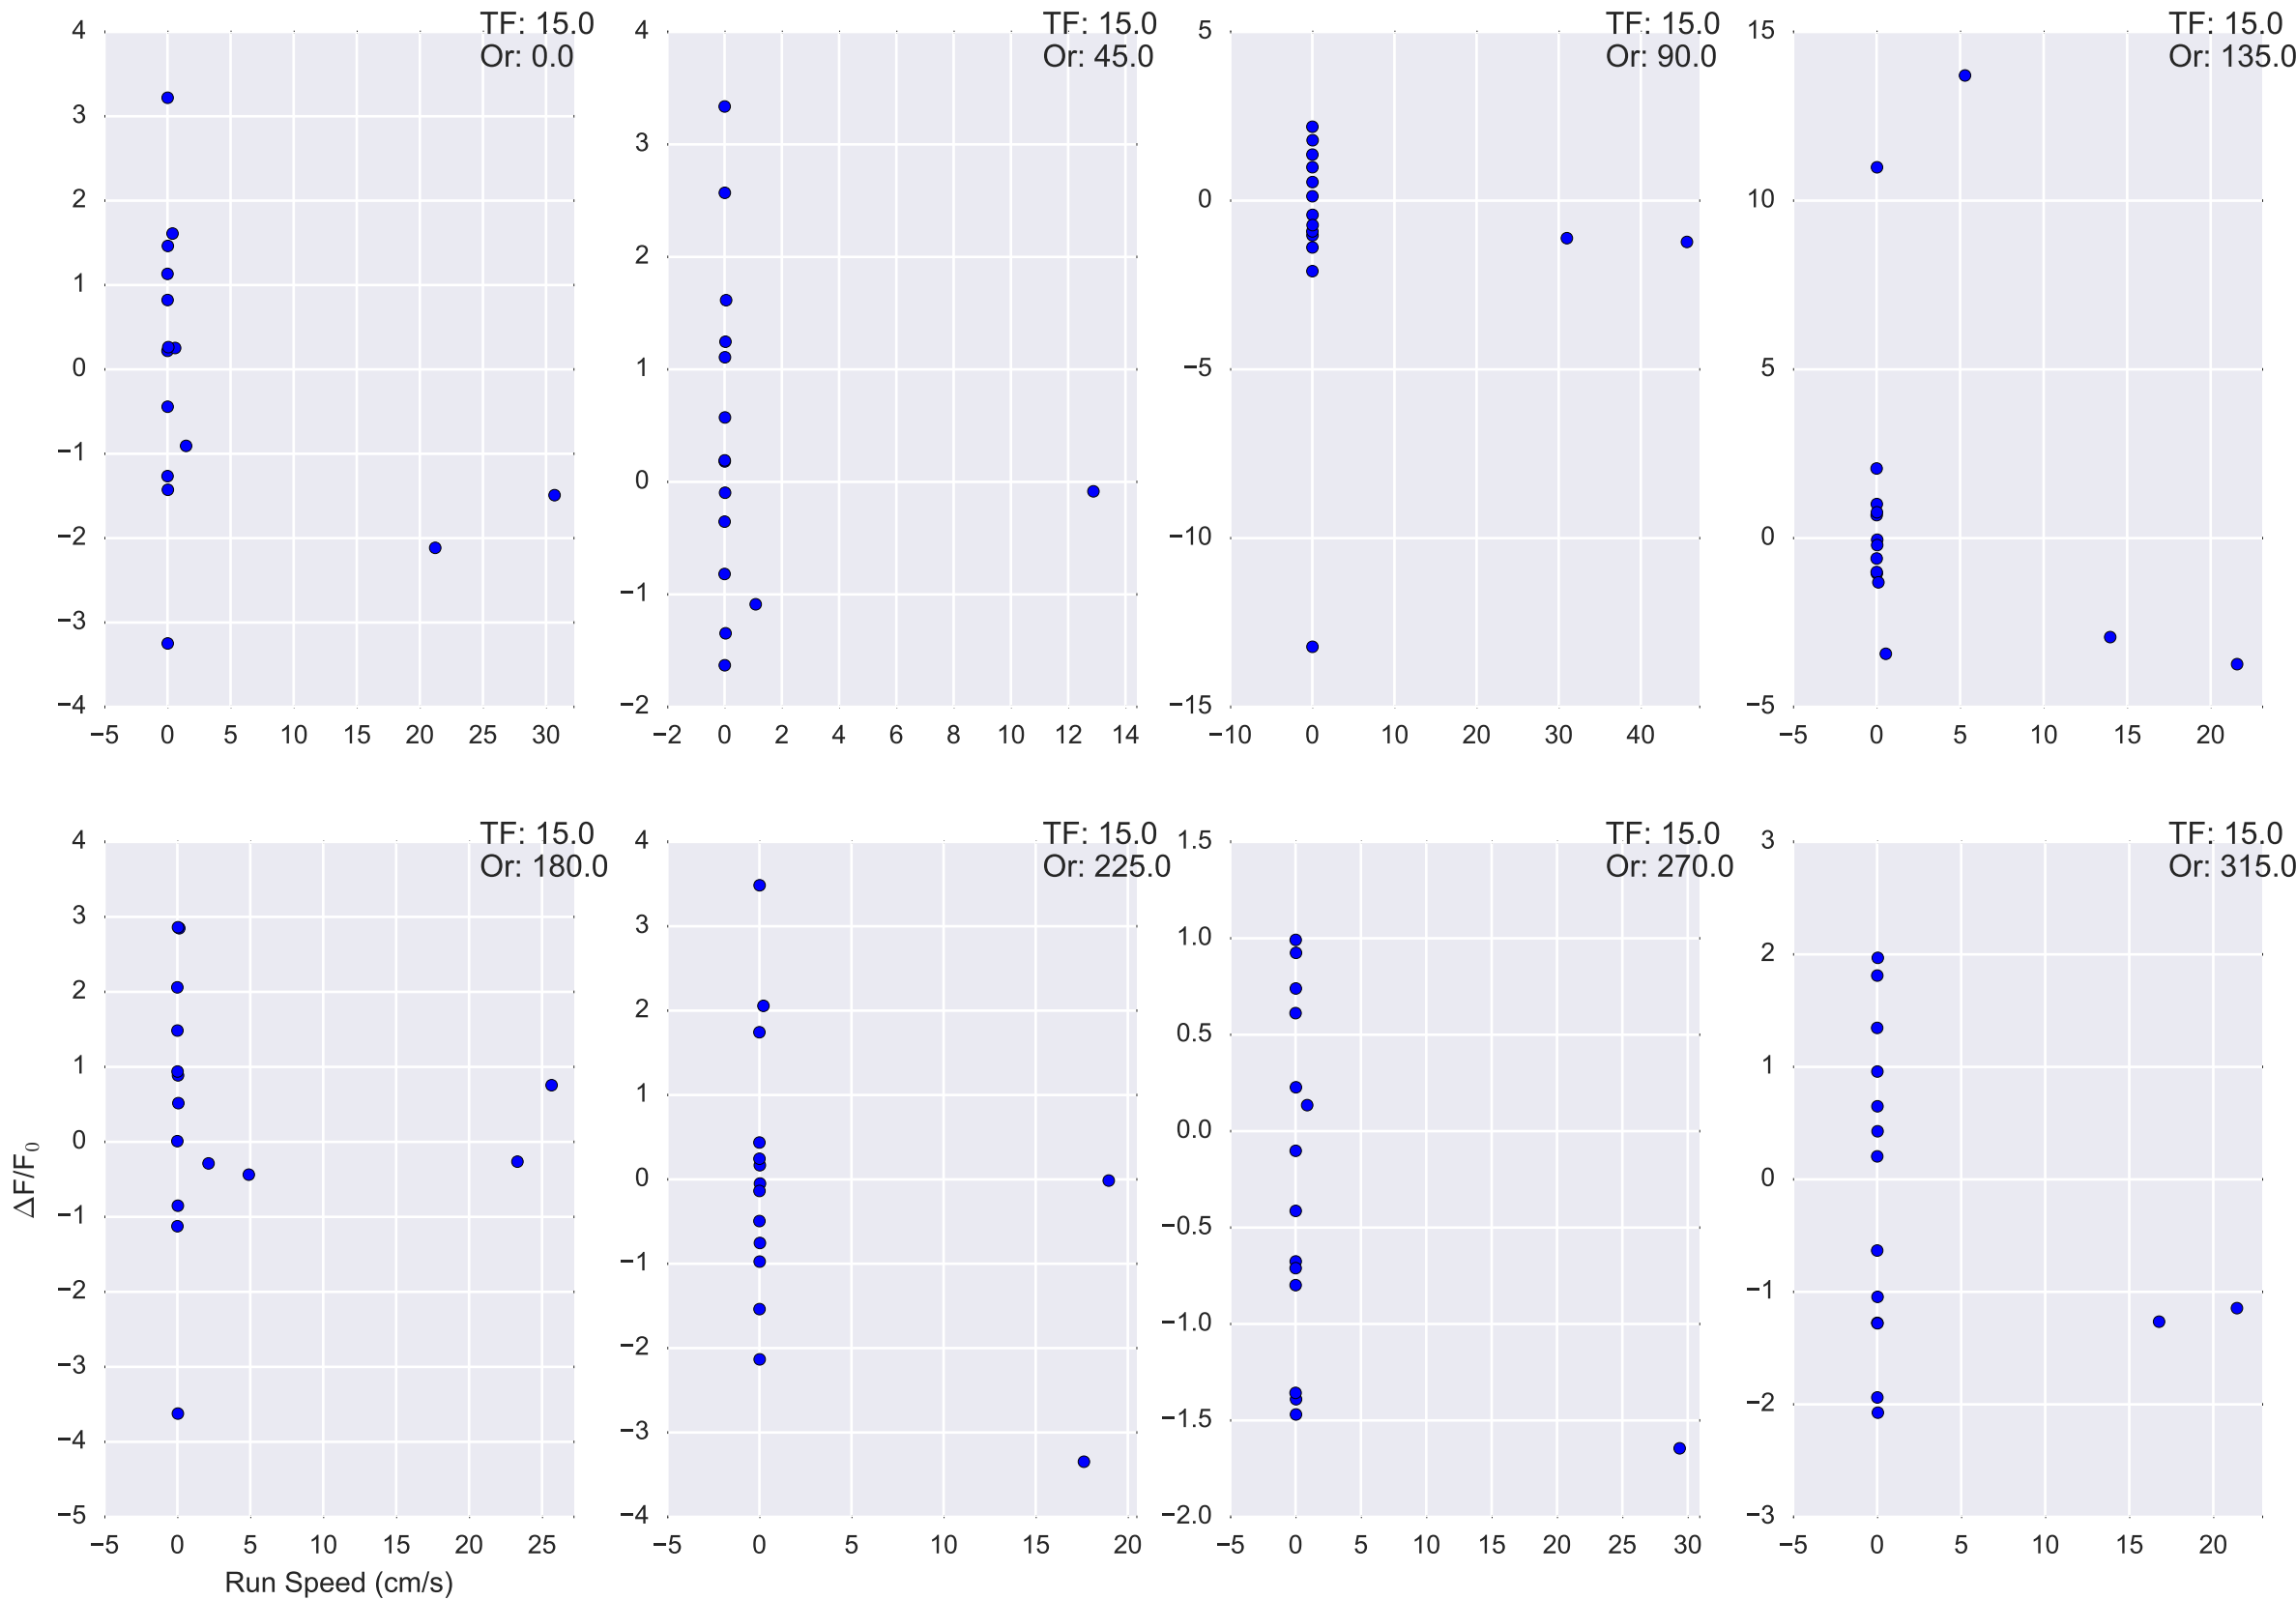 TF: 15.0
Or: 0.0
4
3
2
1
0
−1
−2
−3
−4
−5 0 5 10 15 20 25 30
TF: 15.0
Or: 45.0
4
3
2
1
0
−1
−2
−2 0 2 4 6 8 10 12 14
TF: 15.0
Or: 90.0
5
0
−5
−10
−15
−10 0 10 20 30 40
TF: 15.0
Or: 135.0
15
10
5
0
−5
−5 0 5 10 15 20
TF: 15.0
Or: 180.0
4
3
2
1
0
−1
−2
−3
−4
−5
−5 0 5 10 15 20 25
ΔF/F₀
Run Speed (cm/s)
TF: 15.0
Or: 225.0
4
3
2
1
0
−1
−2
−3
−4
−5 0 5 10 15 20
TF: 15.0
Or: 270.0
1.5
1.0
0.5
0.0
−0.5
−1.0
−1.5
−2.0
−5 0 5 10 15 20 25 30
TF: 15.0
Or: 315.0
3
2
1
0
−1
−2
−3
−5 0 5 10 15 20